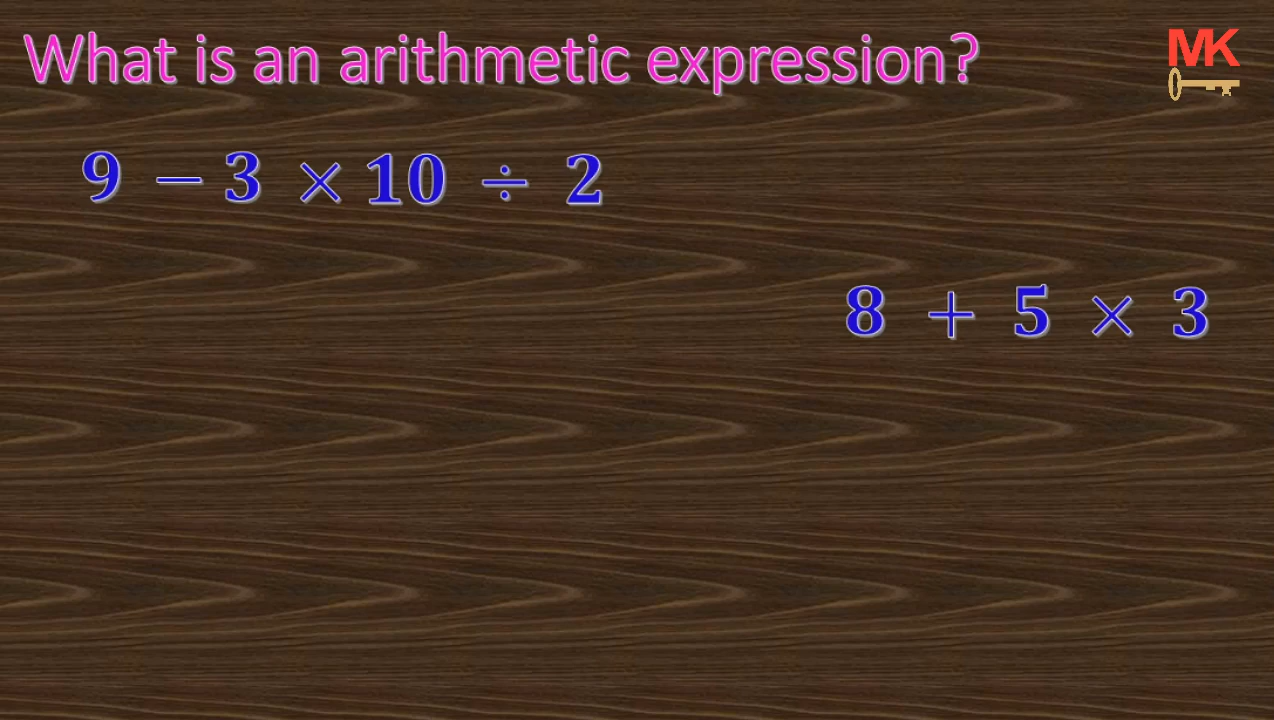 What is an arithmetic expression?
MK
9 − 3 × 10 ÷ 2
8 + 5 × 3